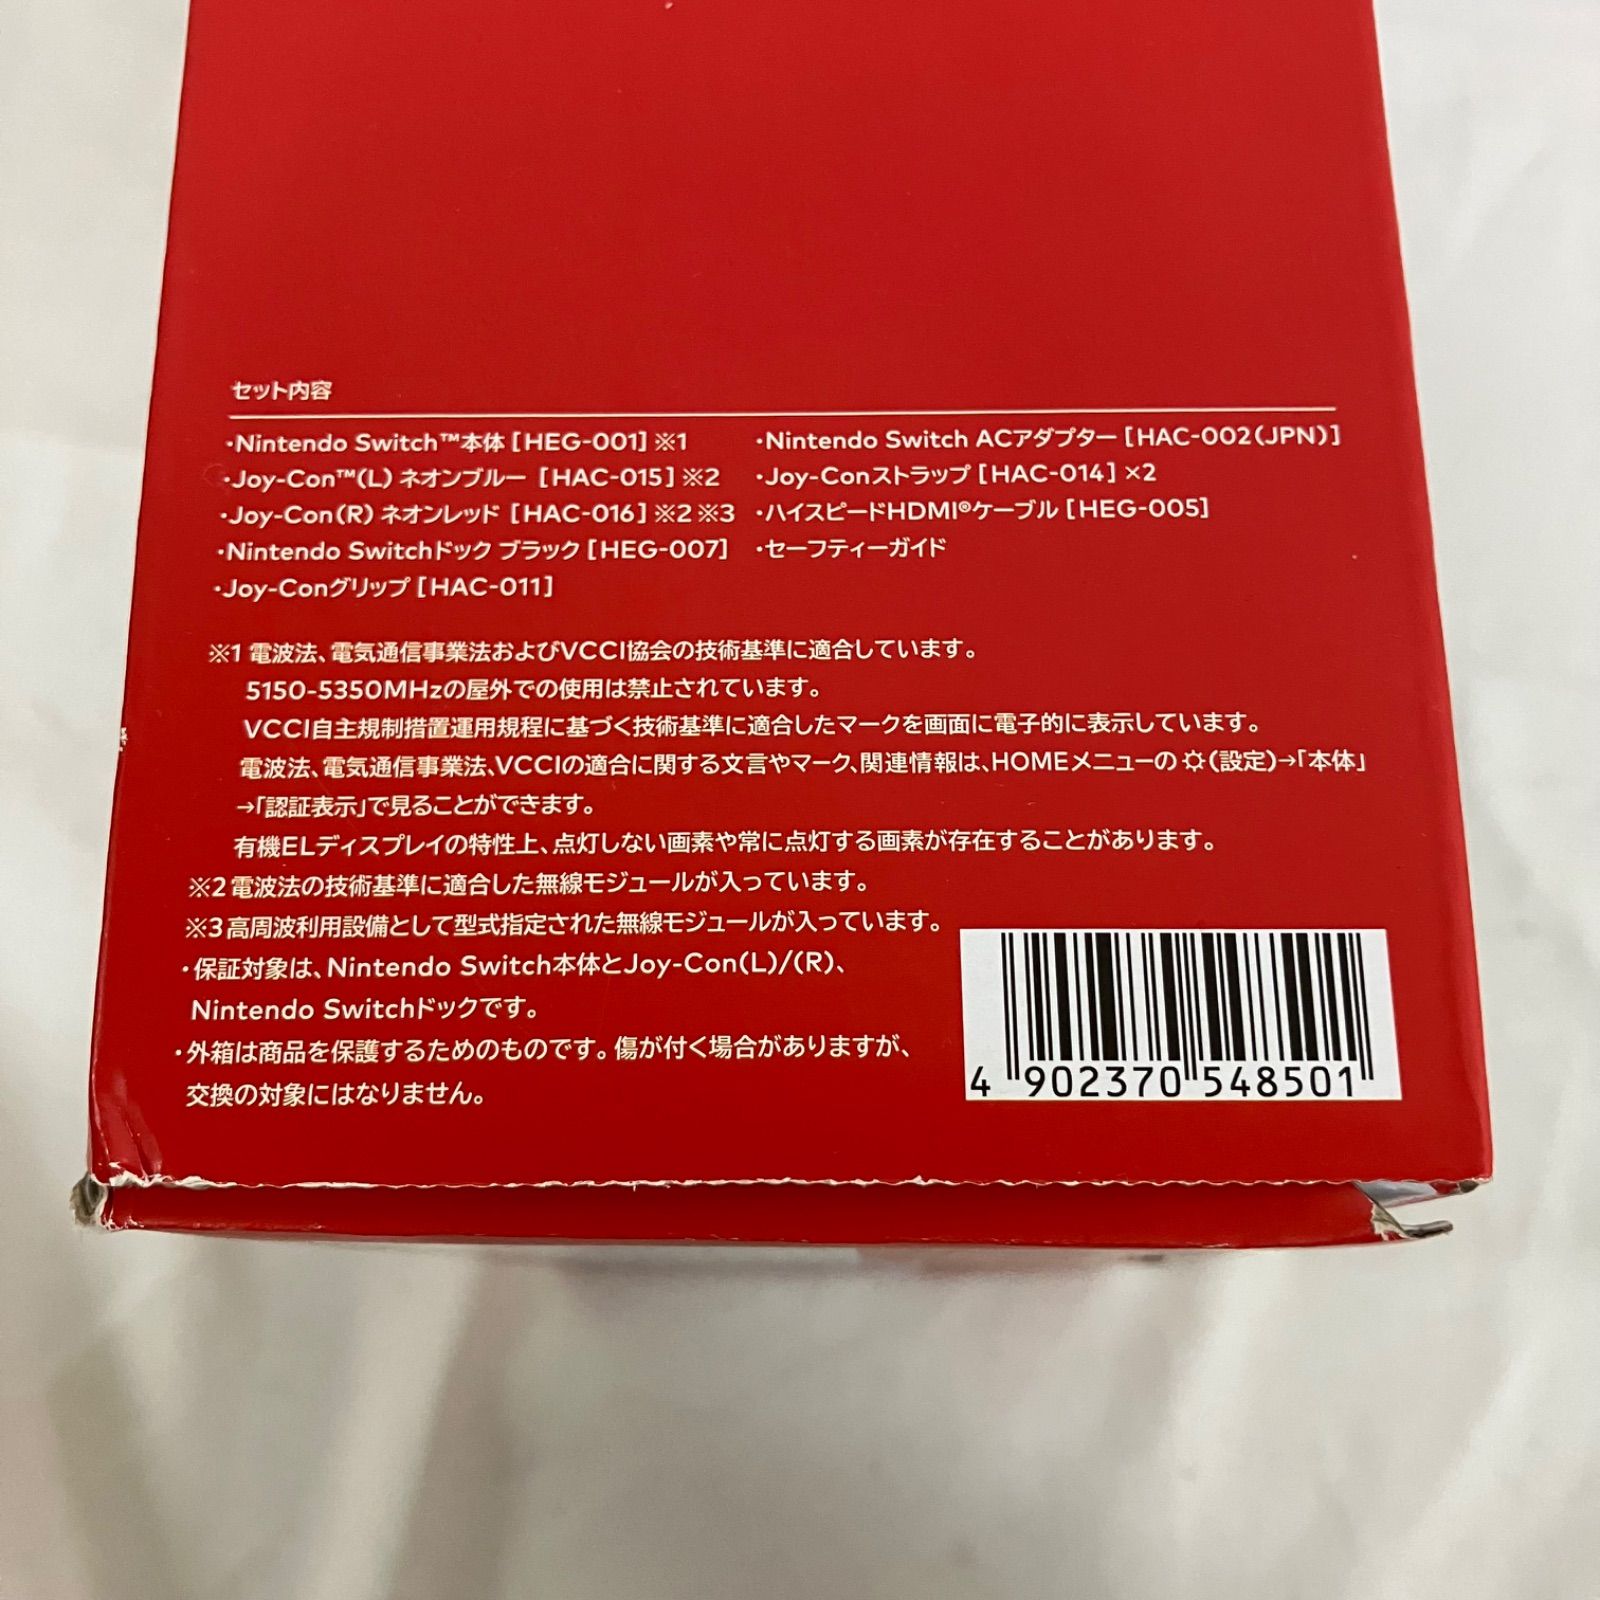 セット内容
・Nintendo Switch™本体［HEG-001］※1
・Joy-Con™(L) ネオンブルー［HAC-015］※2
・Joy-Con(R) ネオンレッド［HAC-016］※2 ※3
・Nintendo Switchドック ブラック［HEG-007］
・Joy-Conグリップ［HAC-011］
・Nintendo Switch ACアダプター［HAC-002(JPN)］
・Joy-Conストラップ［HAC-014］×2
・ハイスピードHDMI®ケーブル［HEG-005］
・セーフティーガイド
※1 電波法、電気通信事業法およびVCCI協会の技術基準に適合しています。
5150-5350MHzの屋外での使用は禁止されています。
VCCI自主規制措置運用規程に基づく技術基準に適合したマークを画面に電子的に表示しています。
電波法、電気通信事業法、VCCIの適合に関する文言やマーク、関連情報は、HOMEメニューの(設定)→「本体」
→「認証表示」で見ることができます。
有機ELディスプレイの特性上、点灯しない画素や常に点灯する画素が存在することがあります。
※2 電波法の技術基準に適合した無線モジュールが入っています。
※3 高周波利用設備として型式指定された無線モジュールが入っています。
・保証対象は、Nintendo Switch本体とJoy-Con(L)/(R)、
Nintendo Switchドックです。
・外箱は商品を保護するためのものです。傷が付く場合がありますが、
交換の対象にはなりません。
4 902370 548501